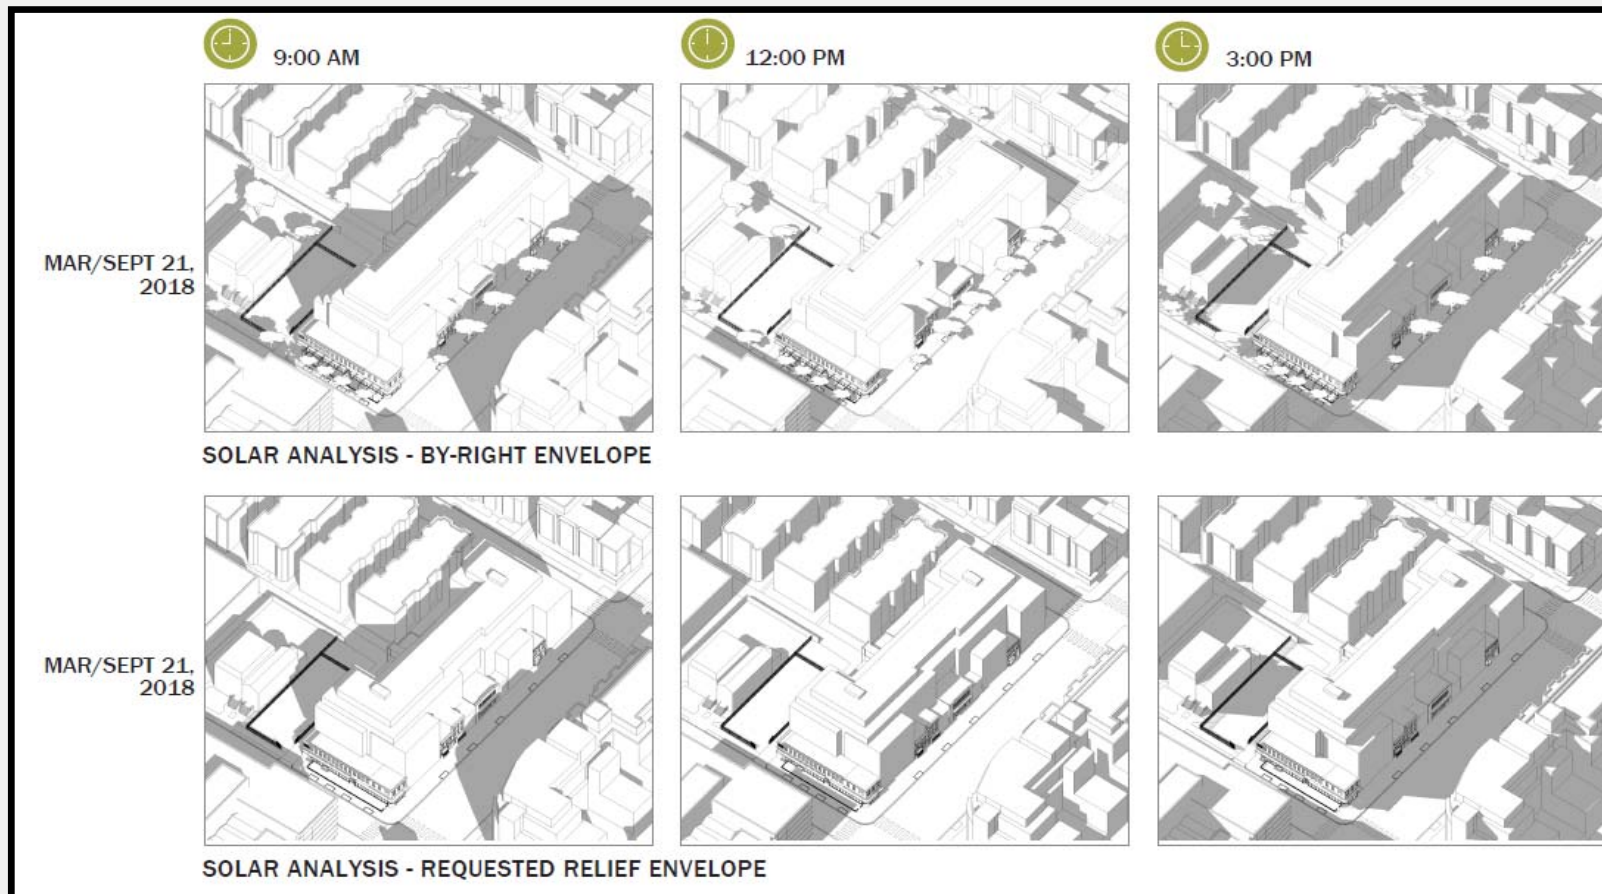 9:00 AM
12:00 PM
3:00 PM
MAR/SEPT 21,
2018
SOLAR ANALYSIS - BY-RIGHT ENVELOPE
MAR/SEPT 21,
2018
SOLAR ANALYSIS - REQUESTED RELIEF ENVELOPE